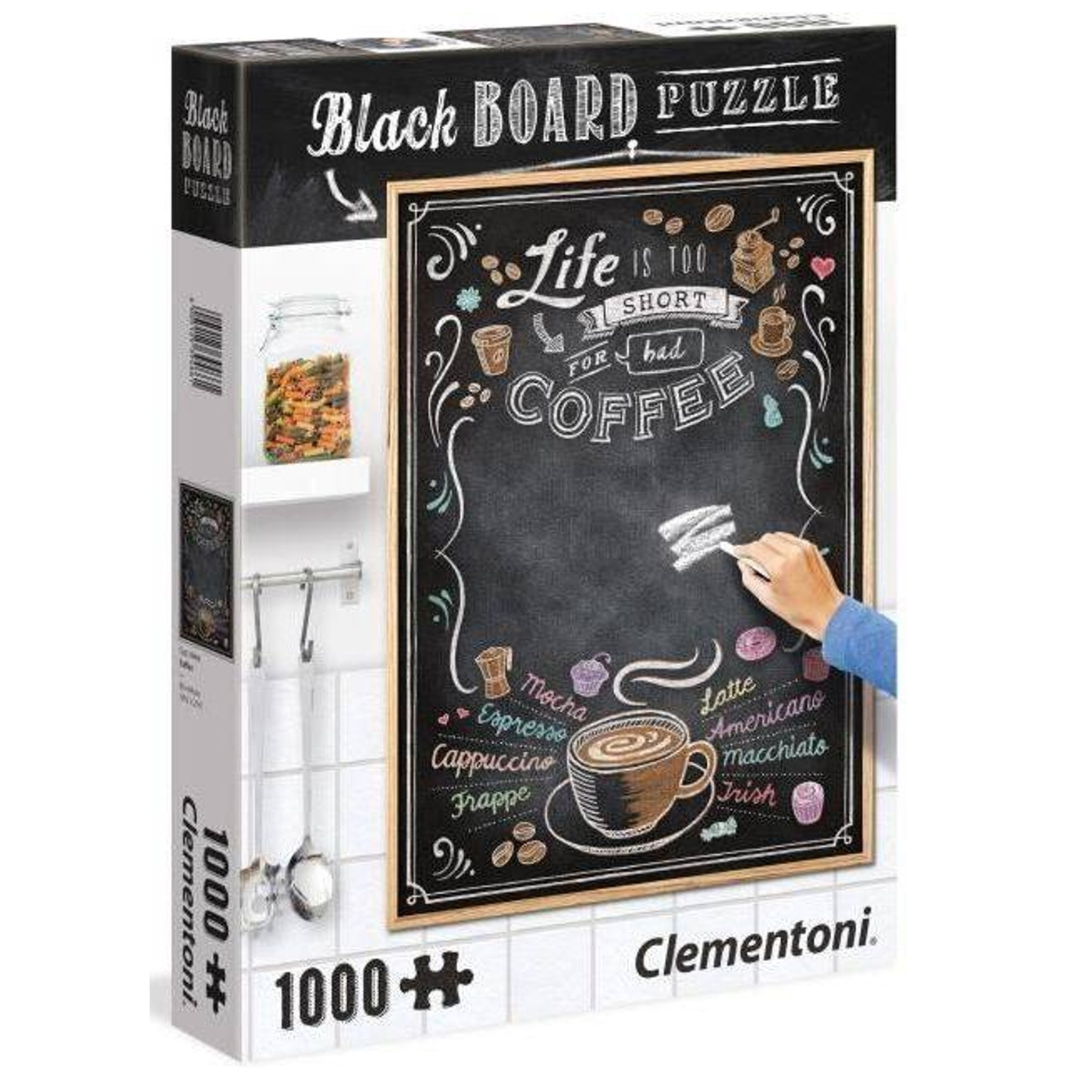 Black BOARD PUZZLE
Black
BOARD
PUZZLE
Life IS TOO
SHORT
FOR bad
COFFEE
Mocha
Espresso
Cappuccino
Frappe
Latte
Americano
Macchiato
Irish
1000
Clementoni.
1000
Clementoni.